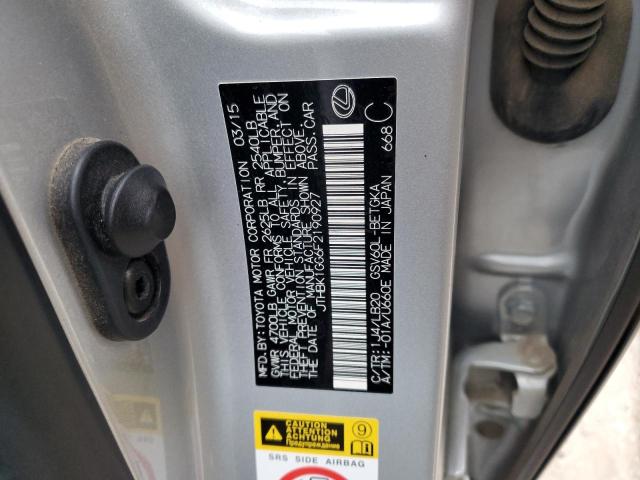 MFD. BY: TOYOTA MOTOR CORPORATION 03/15
GVWR 4700LB GAWR FR 2625LB RR 2540LB
THIS VEHICLE CONFORMS TO ALL APPLICABLE
FEDERAL MOTOR VEHICLE SAFETY, BUMPER, AND
THEFT PREVENTION STANDARDS IN EFFECT ON
THE DATE OF MANUFACTURE SHOWN ABOVE.
JTHBK1GG6F2190927 PASS. CAR
C/TR: 1J4/LB20 GSV60L-BETGKA
A/TM: -01A/U660E MADE IN JAPAN 668 C
CAUTION
ATTENTION
ACHTUNG
Предупреждение
9
SRS SIDE AIRBAG